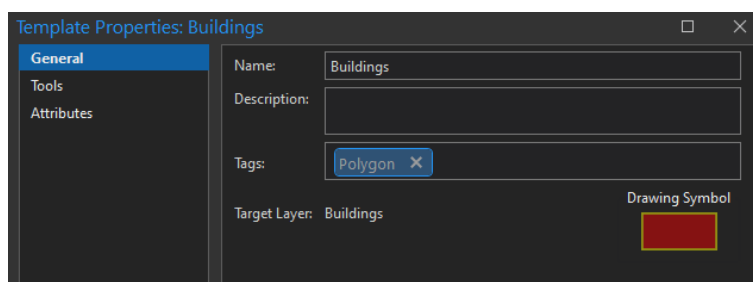 Template Properties: Buildings
General
Tools
Attributes
Name: Buildings
Description:
Tags: Polygon
Target Layer: Buildings
Drawing Symbol